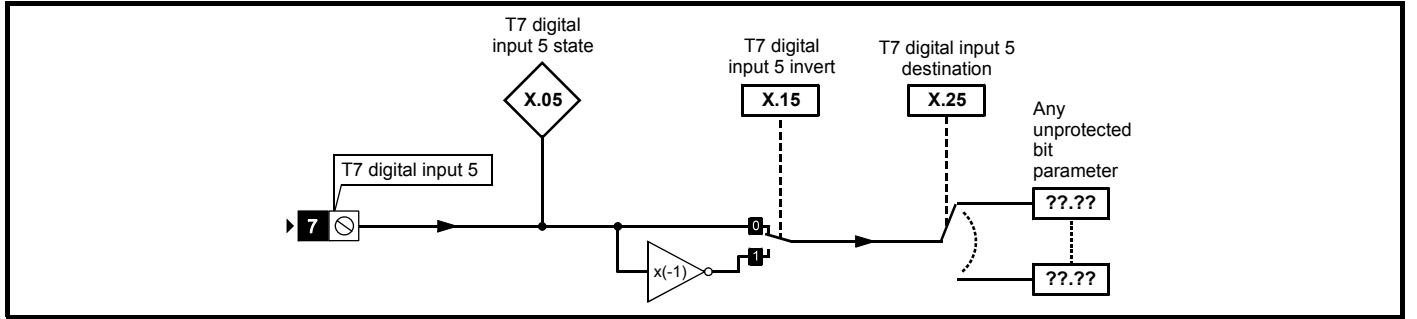 T7 digital
input 5 state
X.05
T7 digital
input 5 invert
X.15
T7 digital input 5
destination
X.25
Any
unprotected
bit
parameter
??.??
??.??
T7 digital input 5
7
0
1
x(-1)